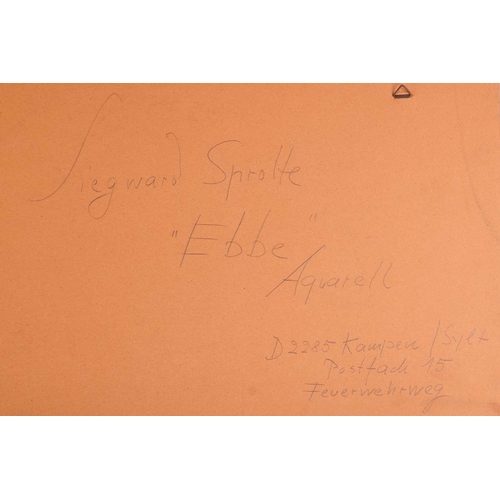 Siegward Sprotte
"Ebbe"
Aquarell
D 2285 Kampen / Sylt
Postfach 15
Feuerwehrweg